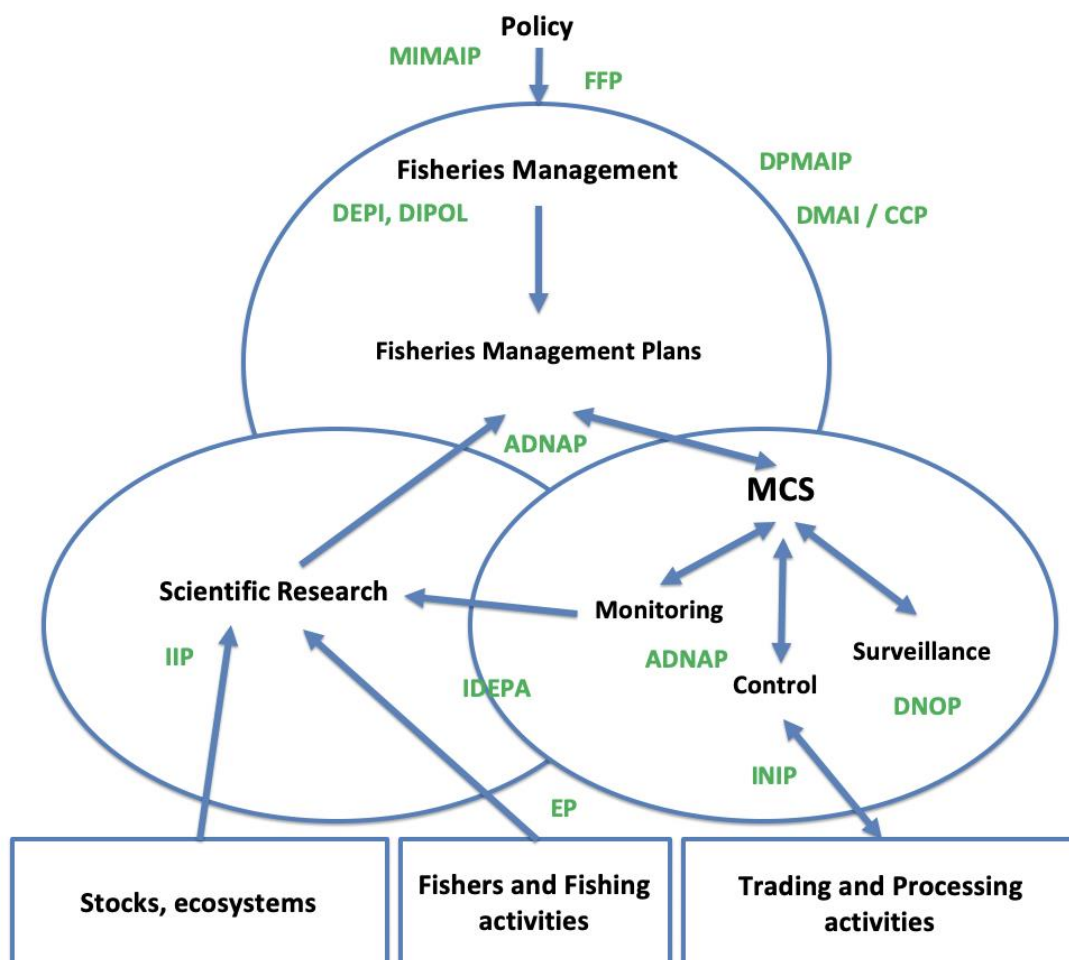 Policy
MIMAIP
FFP
Fisheries Management
DPMAIP
DEPI, DIPOL
DMAI / CCP
Fisheries Management Plans
ADNAP
MCS
Scientific Research
Monitoring
IIP
ADNAP
Surveillance
IDEPA
Control
DNOP
INIP
EP
Stocks, ecosystems
Fishers and Fishing
activities
Trading and Processing
activities